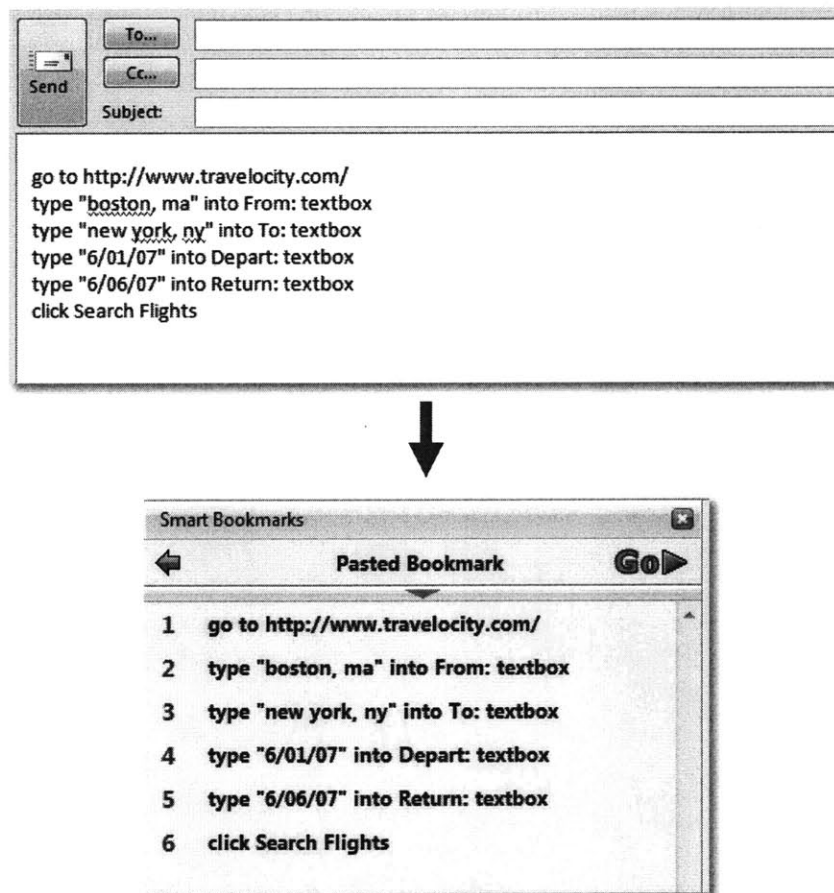 To...
Send
Cc...
Subject:
go to http://www.travelocity.com/
type "boston, ma" into From: textbox
type "new york, ny" into To: textbox
type "6/01/07" into Depart: textbox
type "6/06/07" into Return: textbox
click Search Flights
Smart Bookmarks
Pasted Bookmark Go
1 go to http://www.travelocity.com/
2 type "boston, ma" into From: textbox
3 type "new york, ny" into To: textbox
4 type "6/01/07" into Depart: textbox
5 type "6/06/07" into Return: textbox
6 click Search Flights